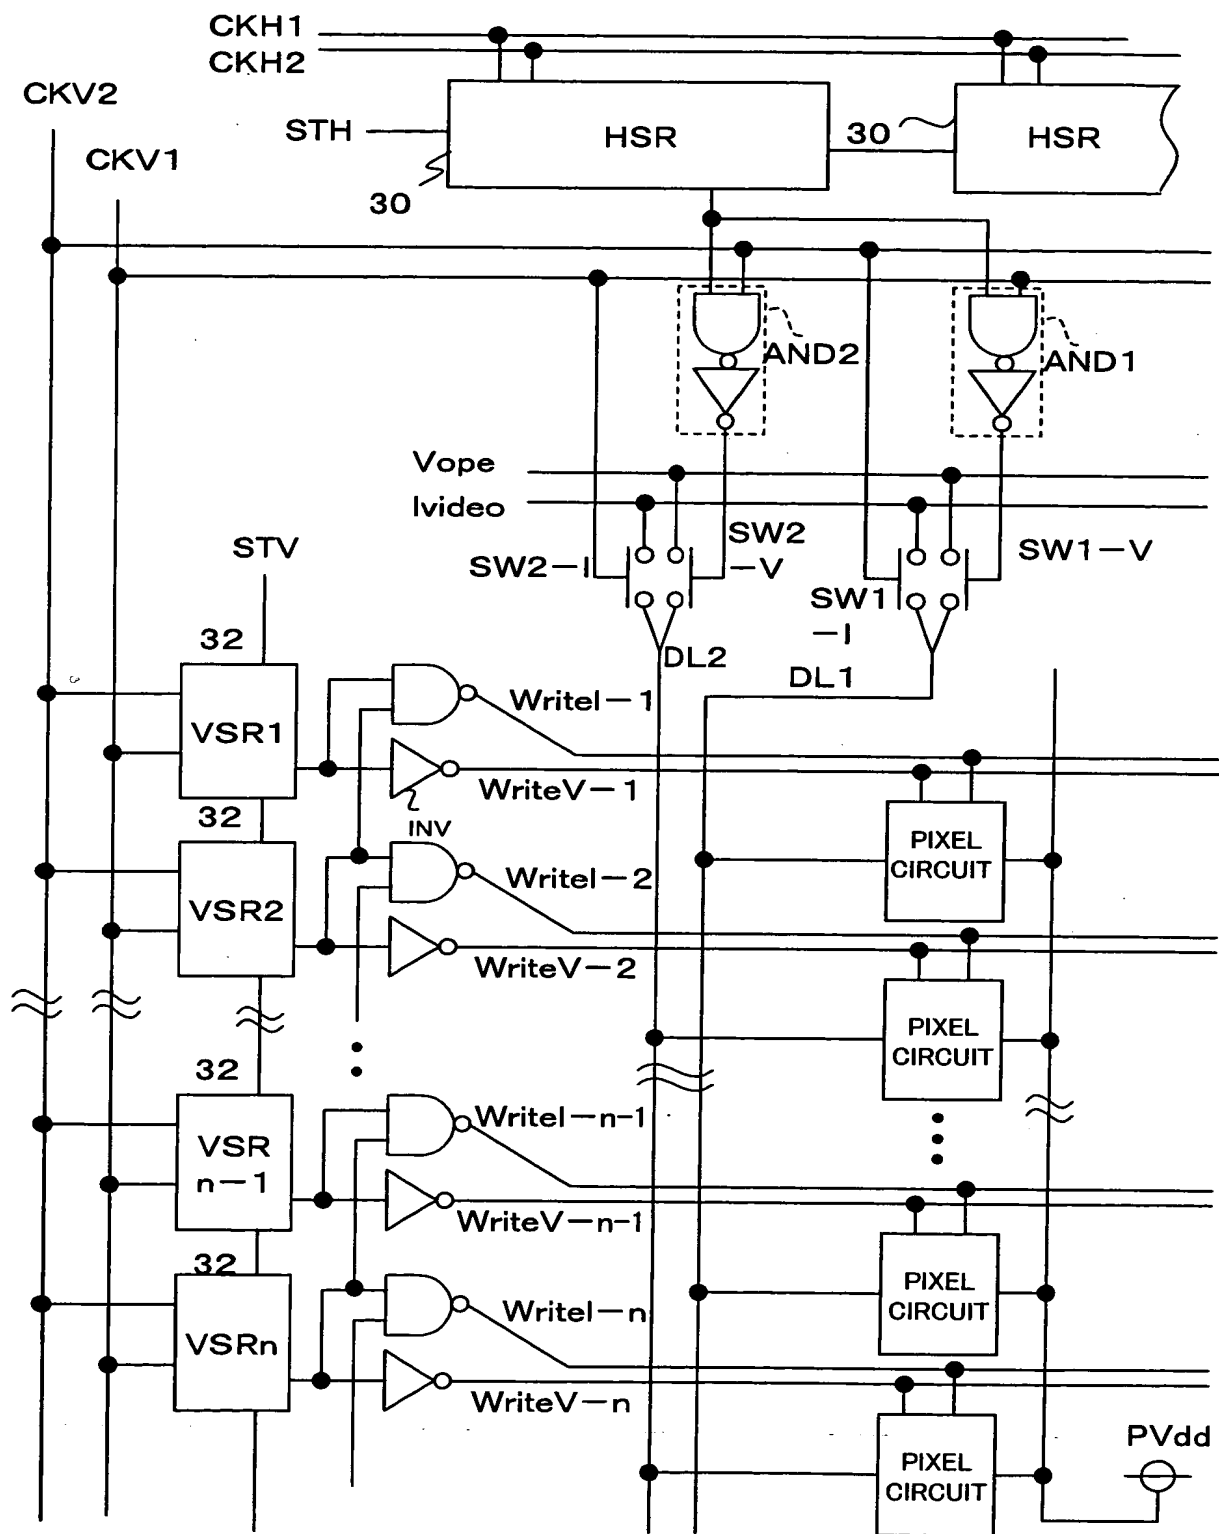 CKH1
CKH2
CKV2
STH
HSR
30
HSR
CKV1
30
AND2
AND1
Vope
Ivideo
SW2
-V
SW1-V
STV
SW2-I
SW1
-I
32
DL2
DL1
VSR1
WriteI-1
WriteV-1
32
INV
PIXEL
CIRCUIT
VSR2
WriteI-2
WriteV-2
PIXEL
CIRCUIT
32
VSR
n-1
WriteI-n-1
WriteV-n-1
32
PIXEL
CIRCUIT
VSRn
WriteI-n
WriteV-n
PVdd
PIXEL
CIRCUIT